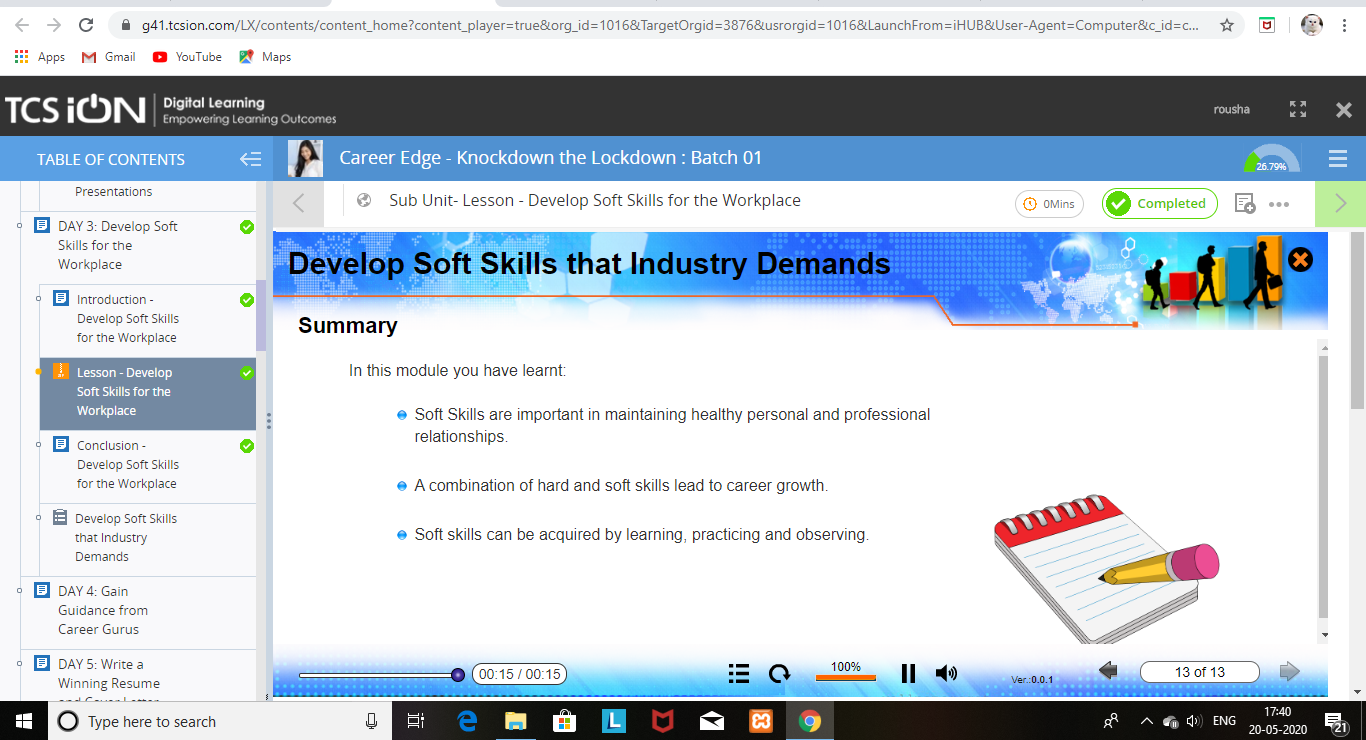 g41.tcsion.com/LX/contents/content_home?content_player=true&org_id=1016&TargetOrgid=3876&usrorgid=1016&LaunchFrom=iHUB&User-Agent=Computer&c_id=c...
Apps Gmail YouTube Maps
TCS iON Digital Learning
Empowering Learning Outcomes
rousha
TABLE OF CONTENTS
Career Edge - Knockdown the Lockdown : Batch 01
26.79%
Presentations
DAY 3: Develop Soft
Skills for the
Workplace
Introduction -
Develop Soft Skills
for the Workplace
Lesson - Develop
Soft Skills for the
Workplace
Conclusion -
Develop Soft Skills
for the Workplace
Develop Soft Skills
that Industry
Demands
DAY 4: Gain
Guidance from
Career Gurus
DAY 5: Write a
Winning Resume
and Cover Letter
Sub Unit- Lesson - Develop Soft Skills for the Workplace
0Mins
Completed
Develop Soft Skills that Industry Demands
Summary
In this module you have learnt:
Soft Skills are important in maintaining healthy personal and professional
relationships.
A combination of hard and soft skills lead to career growth.
Soft skills can be acquired by learning, practicing and observing.
00:15 / 00:15
100%
Ver.:0.0.1
13 of 13
Type here to search
ENG
17:40
20-05-2020
21